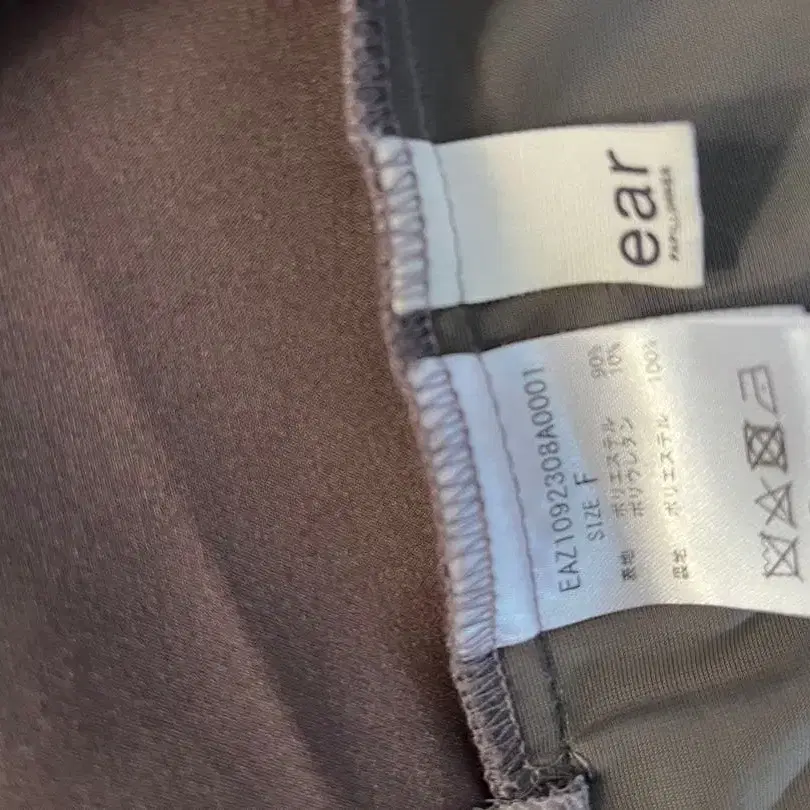 ear
PAPILLONNER
EAZ1092308A0001
SIZE F
表地 ポリエステル 90%
ポリウレタン 10%
裏地 ポリエステル 100%